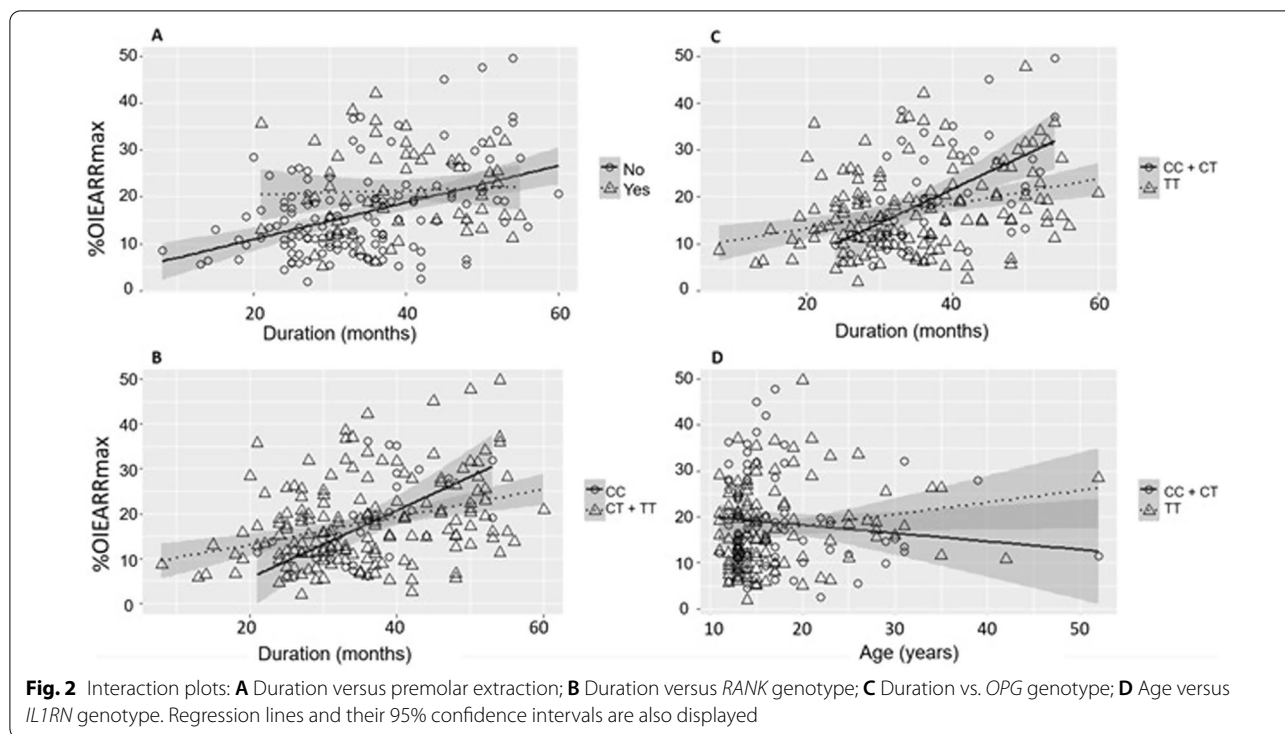 A
C
50
40
30
20
10
0
%OIEARRmax
20
40
60
Duration (months)
No
Yes
50
40
30
20
10
0
20
40
60
Duration (months)
CC + CT
TT
B
D
50
40
30
20
10
0
%OIEARRmax
20
40
60
Duration (months)
CC
CT + TT
50
40
30
20
10
0
10
20
30
40
50
Age (years)
CC + CT
TT
Fig. 2 Interaction plots: A Duration versus premolar extraction; B Duration versus RANK genotype; C Duration vs. OPG genotype; D Age versus
IL1RN genotype. Regression lines and their 95% confidence intervals are also displayed